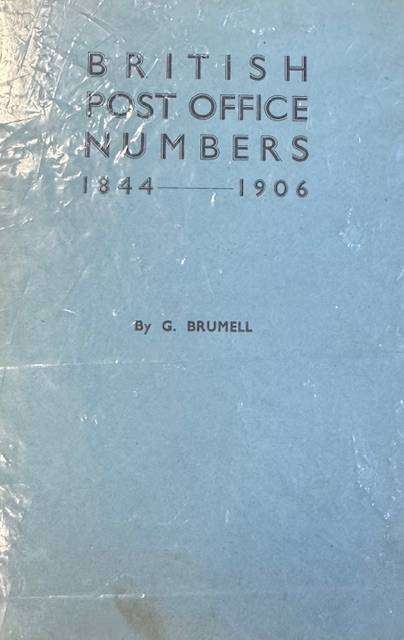 BRITISH
POST OFFICE
NUMBERS
1844——1906
By G. BRUMELL